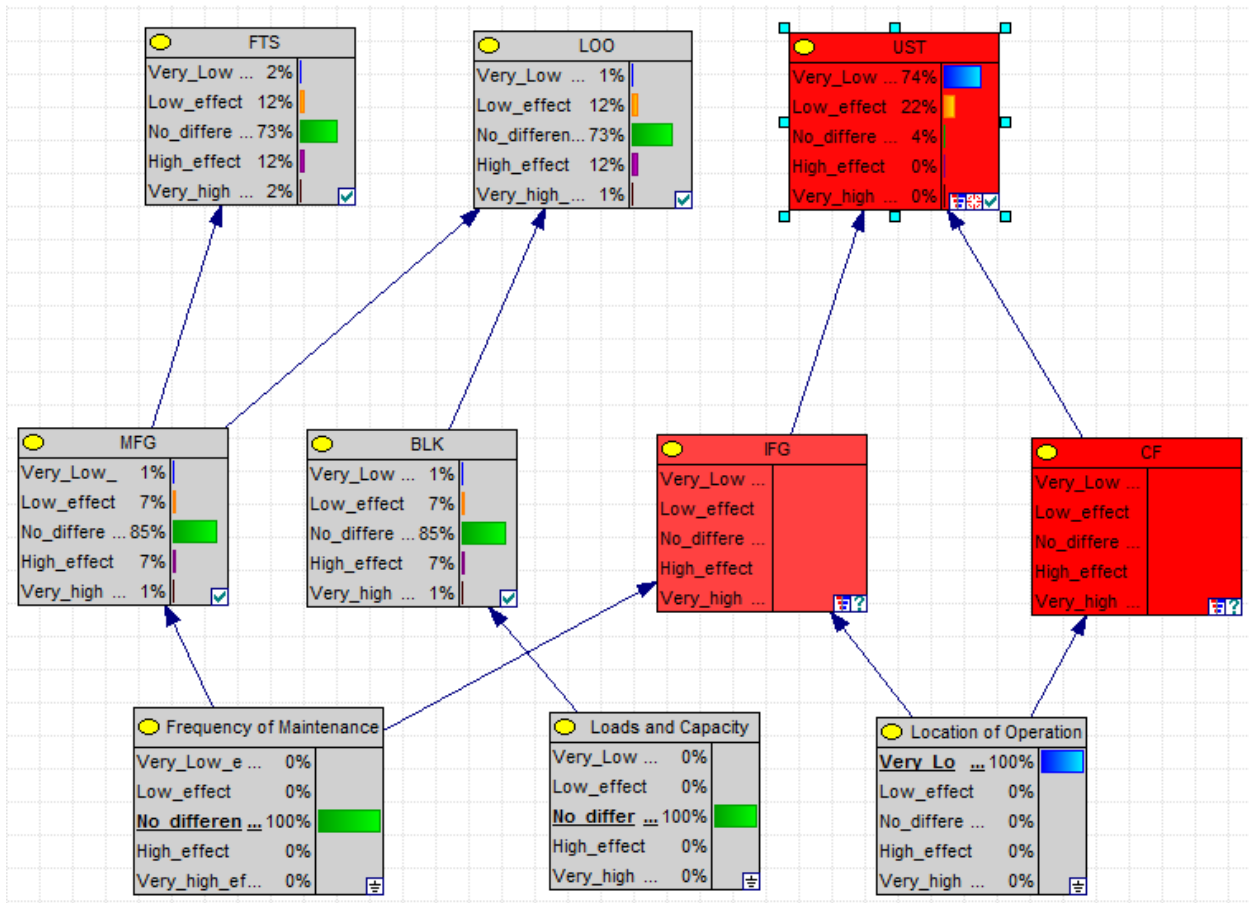 FTS
Very_Low ... 2%
Low_effect 12%
No_differe ... 73%
High_effect 12%
Very_high ... 2%
LOO
Very_Low ... 1%
Low_effect 12%
No_differen... 73%
High_effect 12%
Very_high_... 1%
UST
Very_Low ... 74%
Low_effect 22%
No_differe ... 4%
High_effect 0%
Very_high ... 0%
MFG
Very_Low_ 1%
Low_effect 7%
No_differe ... 85%
High_effect 7%
Very_high ... 1%
BLK
Very_Low ... 1%
Low_effect 7%
No_differe ... 85%
High_effect 7%
Very_high ... 1%
IFG
Very_Low ...
Low_effect
No_differe ...
High_effect
Very_high ...
?
CF
Very_Low ...
Low_effect
No_differe ...
High_effect
Very_high ...
?
Frequency of Maintenance
Very_Low_e ... 0%
Low_effect 0%
No_differen ... 100%
High_effect 0%
Very_high_ef... 0%
Loads and Capacity
Very_Low ... 0%
Low_effect 0%
No_differ ... 100%
High_effect 0%
Very_high ... 0%
Location of Operation
Very_Lo ... 100%
Low_effect 0%
No_differe ... 0%
High_effect 0%
Very_high ... 0%